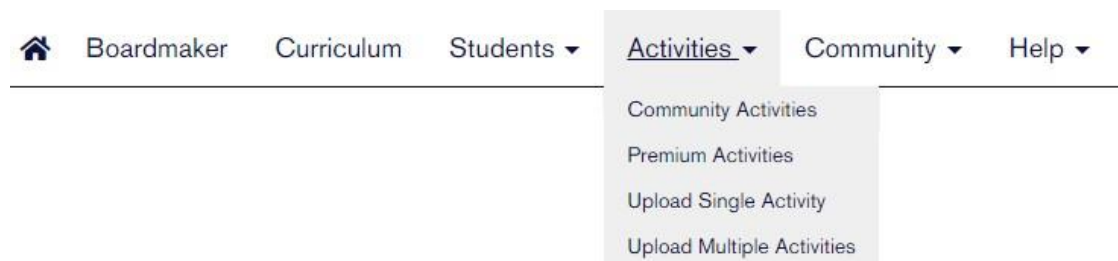 Boardmaker Curriculum Students Activities Community Help
Community Activities
Premium Activities
Upload Single Activity
Upload Multiple Activities